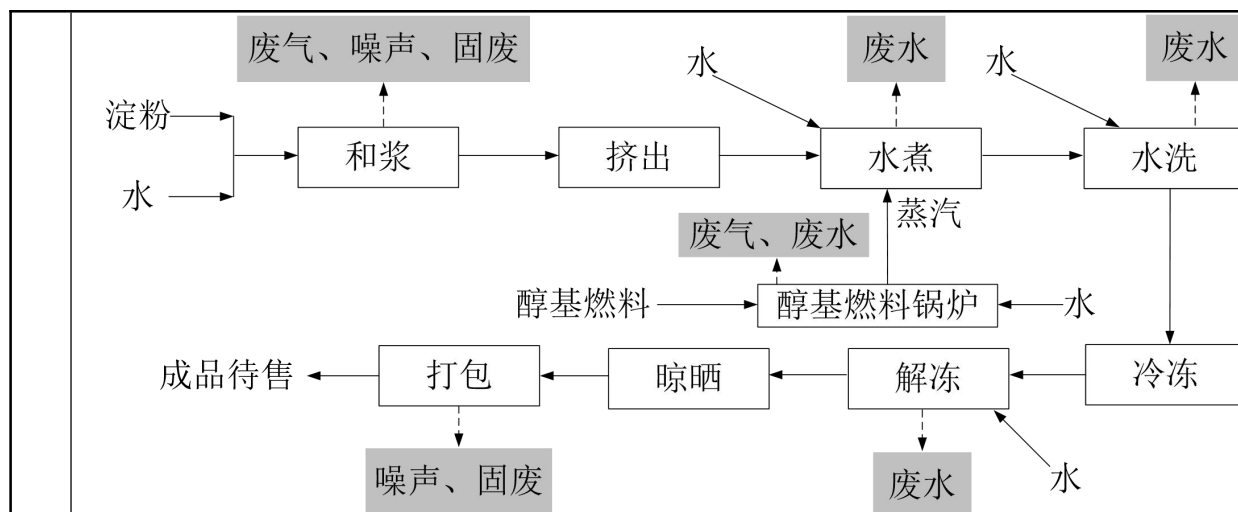 废气、噪声、固废
水
废水
水
废水
淀粉
水
和浆
挤出
水煮
水洗
蒸汽
废气、废水
醇基燃料
醇基燃料锅炉
水
成品待售
打包
晾晒
解冻
冷冻
噪声、固废
废水
水